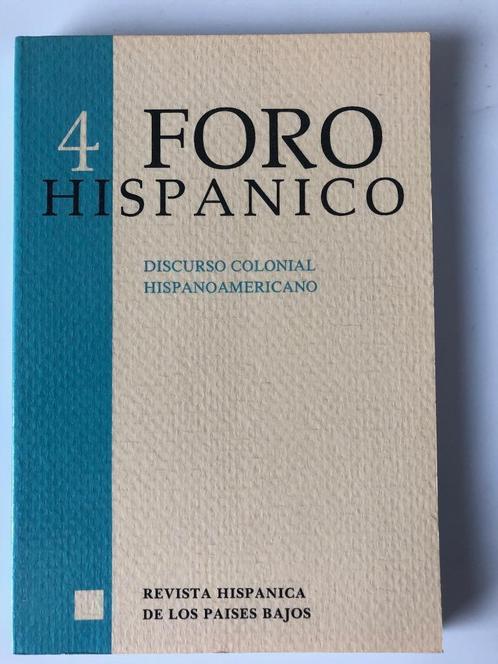 4 FORO
HISPANICO
DISCURSO COLONIAL
HISPANOAMERICANO
REVISTA HISPANICA
DE LOS PAISES BAJOS